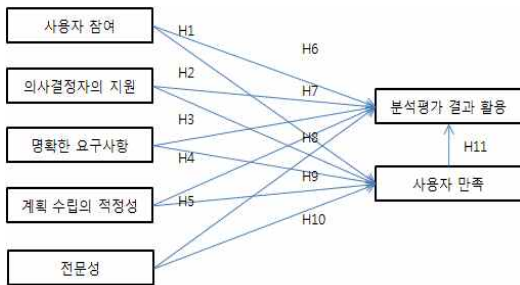 사용자 참여
H1
H6
H2
의사결정자의 지원
H7
분석평가 결과 활용
H3
명확한 요구사항
H8
H4
H11
H9
사용자 만족
계획 수립의 적정성
H5
H10
전문성